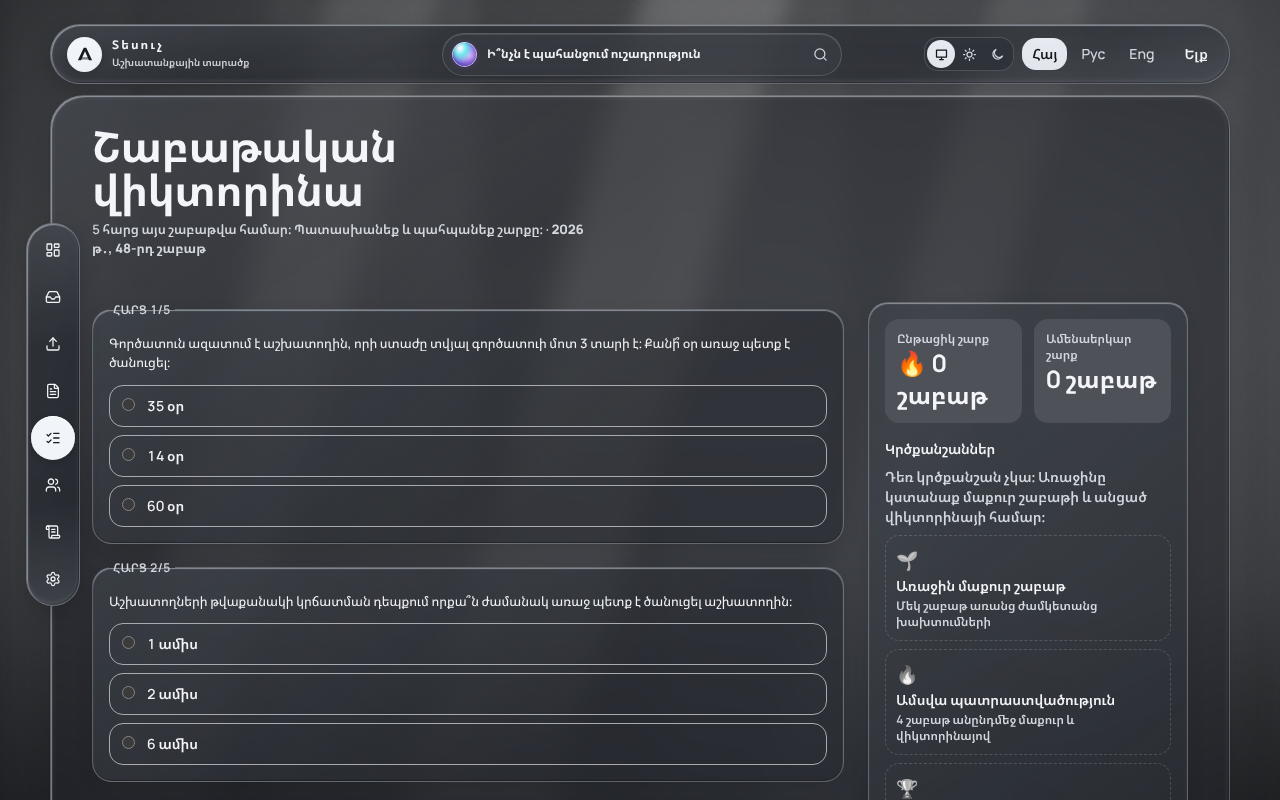 Տեսուչ
Աշխատանքային տարածք
Ի՞նչն է պահանջում ուշադրություն
Հայ
Рус
Eng
Ելք
Շաբաթական
վիկտորինա
5 հարց այս շաբաթվա համար: Պատասխանեք և պահպանեք շարքը: · 2026
թ., 48-րդ շաբաթ
ՀԱՐՑ 1/5
Գործատուն ազատում է աշխատողին, որի ստաժը տվյալ գործատուի մոտ 3 տարի է: Քանի՞ օր առաջ պետք է
ծանուցել:
35 օր
14 օր
60 օր
ՀԱՐՑ 2/5
Աշխատողների թվաքանակի կրճատման դեպքում որքա՞ն ժամանակ առաջ պետք է ծանուցել աշխատողին:
1 ամիս
2 ամիս
6 ամիս
Ընթացիկ շարք
0
շաբաթ
Ամենաերկար
շարք
0 շաբաթ
Կրծքանշաններ
Դեռ կրծքանշան չկա: Առաջինը
կստանաք մաքուր շաբաթի և անցած
վիկտորինայի համար:
Առաջին մաքուր շաբաթ
Մեկ շաբաթ առանց ժամկետանց
խախտումների
Ամսվա պատրաստվածություն
4 շաբաթ անընդմեջ մաքուր և
վիկտորինայով